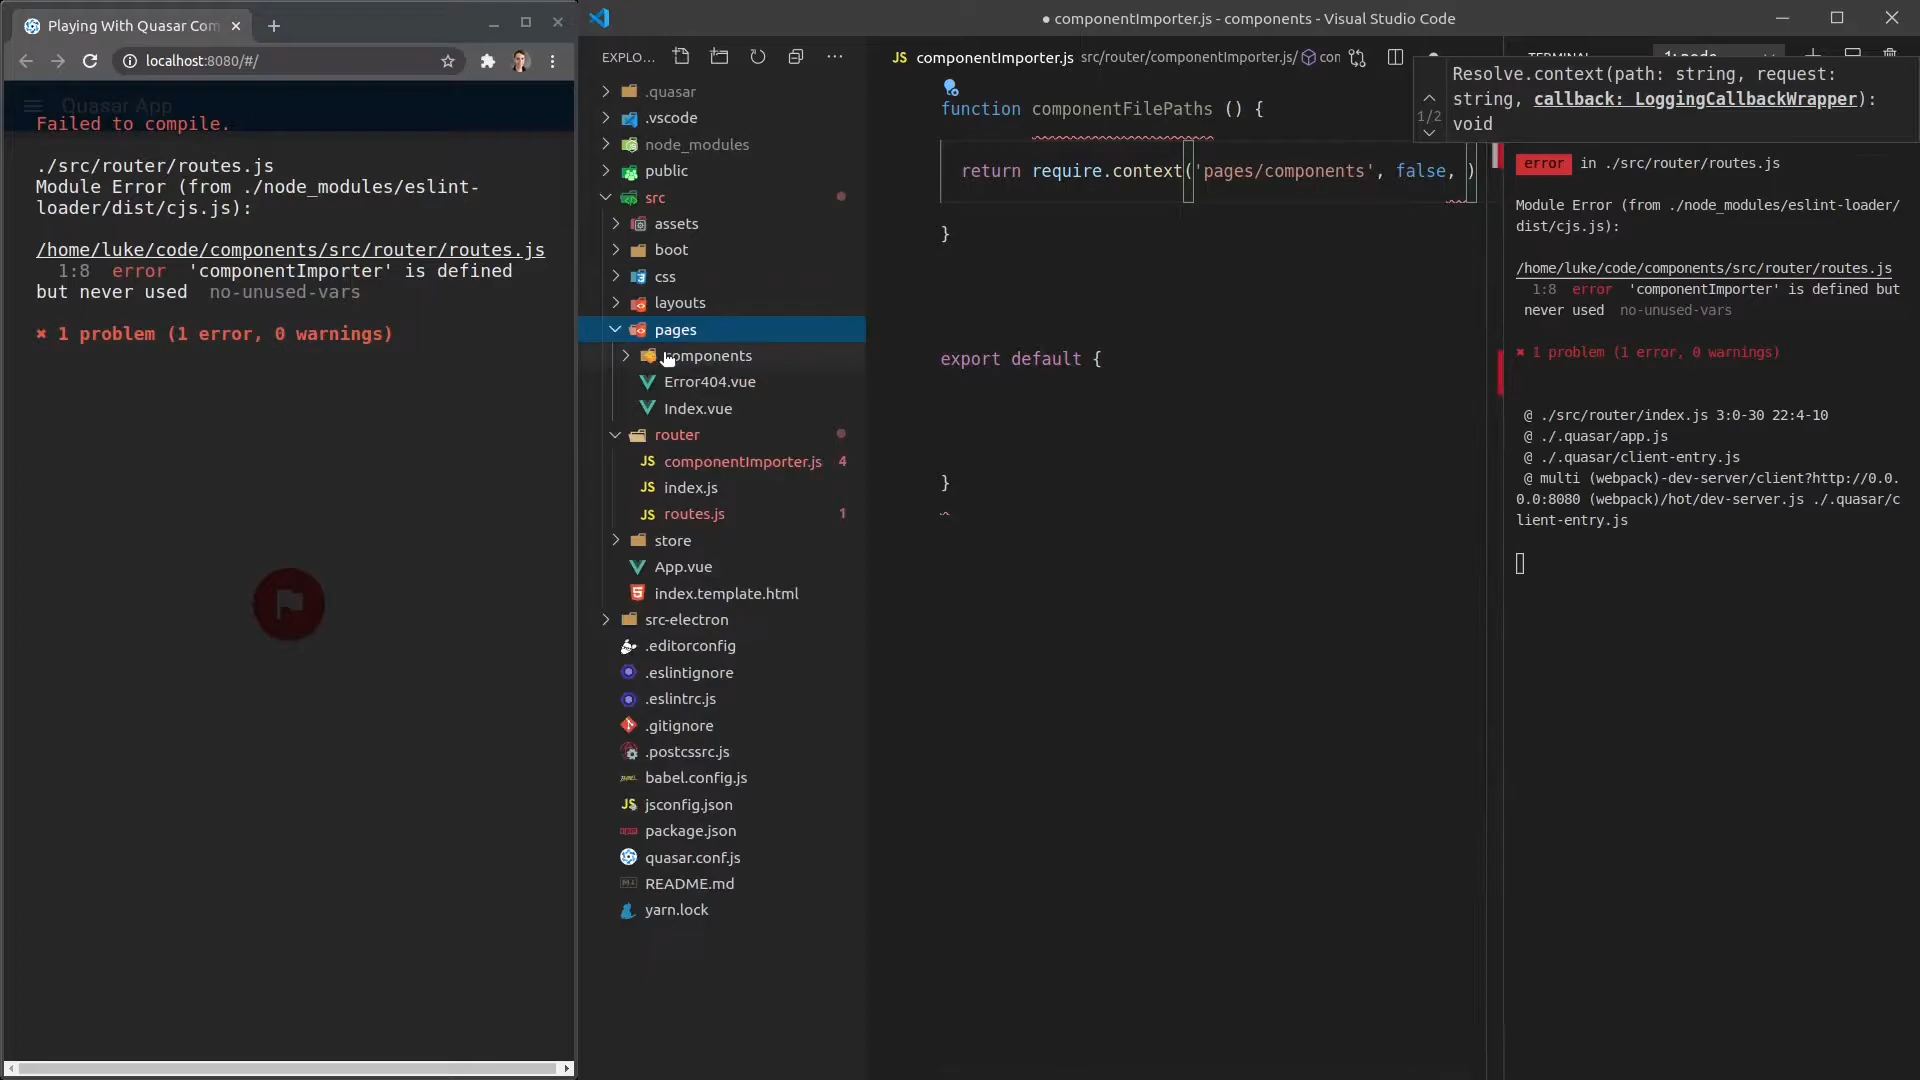 Playing With Quasar Com
localhost:8080/#/
Quasar App
Failed to compile.
./src/router/routes.js
Module Error (from ./node_modules/eslint-
loader/dist/cjs.js):
/home/luke/code/components/src/router/routes.js
1:8 error 'componentImporter' is defined
but never used no-unused-vars
✖ 1 problem (1 error, 0 warnings)
● componentImporter.js - components - Visual Studio Code
EXPLO...
.quasar
.vscode
node_modules
public
src
assets
boot
css
layouts
pages
components
Error404.vue
Index.vue
router
JS componentImporter.js 4
JS index.js
JS routes.js 1
store
App.vue
index.template.html
src-electron
.editorconfig
.eslintignore
.eslintrc.js
.gitignore
.postcssrc.js
babel.config.js
JS jsconfig.json
package.json
quasar.conf.js
README.md
yarn.lock
JS componentImporter.js src/router/componentImporter.js/ con
function componentFilePaths () {
return require.context('pages/components', false, )
}
export default {
}
Resolve.context(path: string, request:
string, callback: LoggingCallbackWrapper):
void
1/2
error in ./src/router/routes.js
Module Error (from ./node_modules/eslint-loader/
dist/cjs.js):
/home/luke/code/components/src/router/routes.js
1:8 error 'componentImporter' is defined but
never used no-unused-vars
✖ 1 problem (1 error, 0 warnings)
@ ./src/router/index.js 3:0-30 22:4-10
@ ./.quasar/app.js
@ ./.quasar/client-entry.js
@ multi (webpack)-dev-server/client?http://0.0.
0.0:8080 (webpack)/hot/dev-server.js ./.quasar/c
lient-entry.js